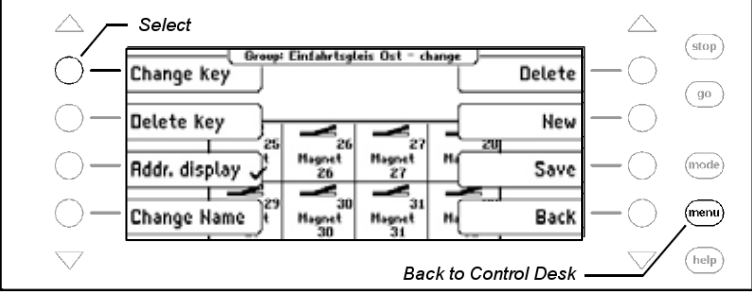 Select
Group: Einfahrtsgleis Ost - change
Change key
Delete
Delete key
New
25 26 27 28
Magnet Magnet
26 27
Addr. display ✓
Save
29 30 31
Magnet Magnet
30 31
Change Name
Back
stop
go
mode
menu
help
Back to Control Desk